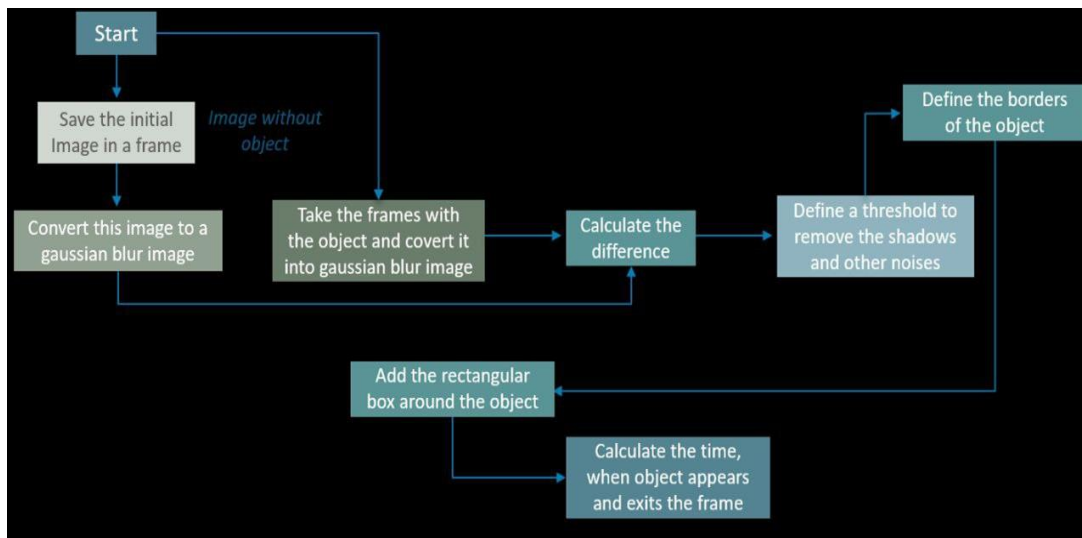 Start
Save the initial
Image in a frame
Image without
object
Convert this image to a
gaussian blur image
Take the frames with
the object and covert it
into gaussian blur image
Calculate the
difference
Define a threshold to
remove the shadows
and other noises
Define the borders
of the object
Add the rectangular
box around the object
Calculate the time,
when object appears
and exits the frame